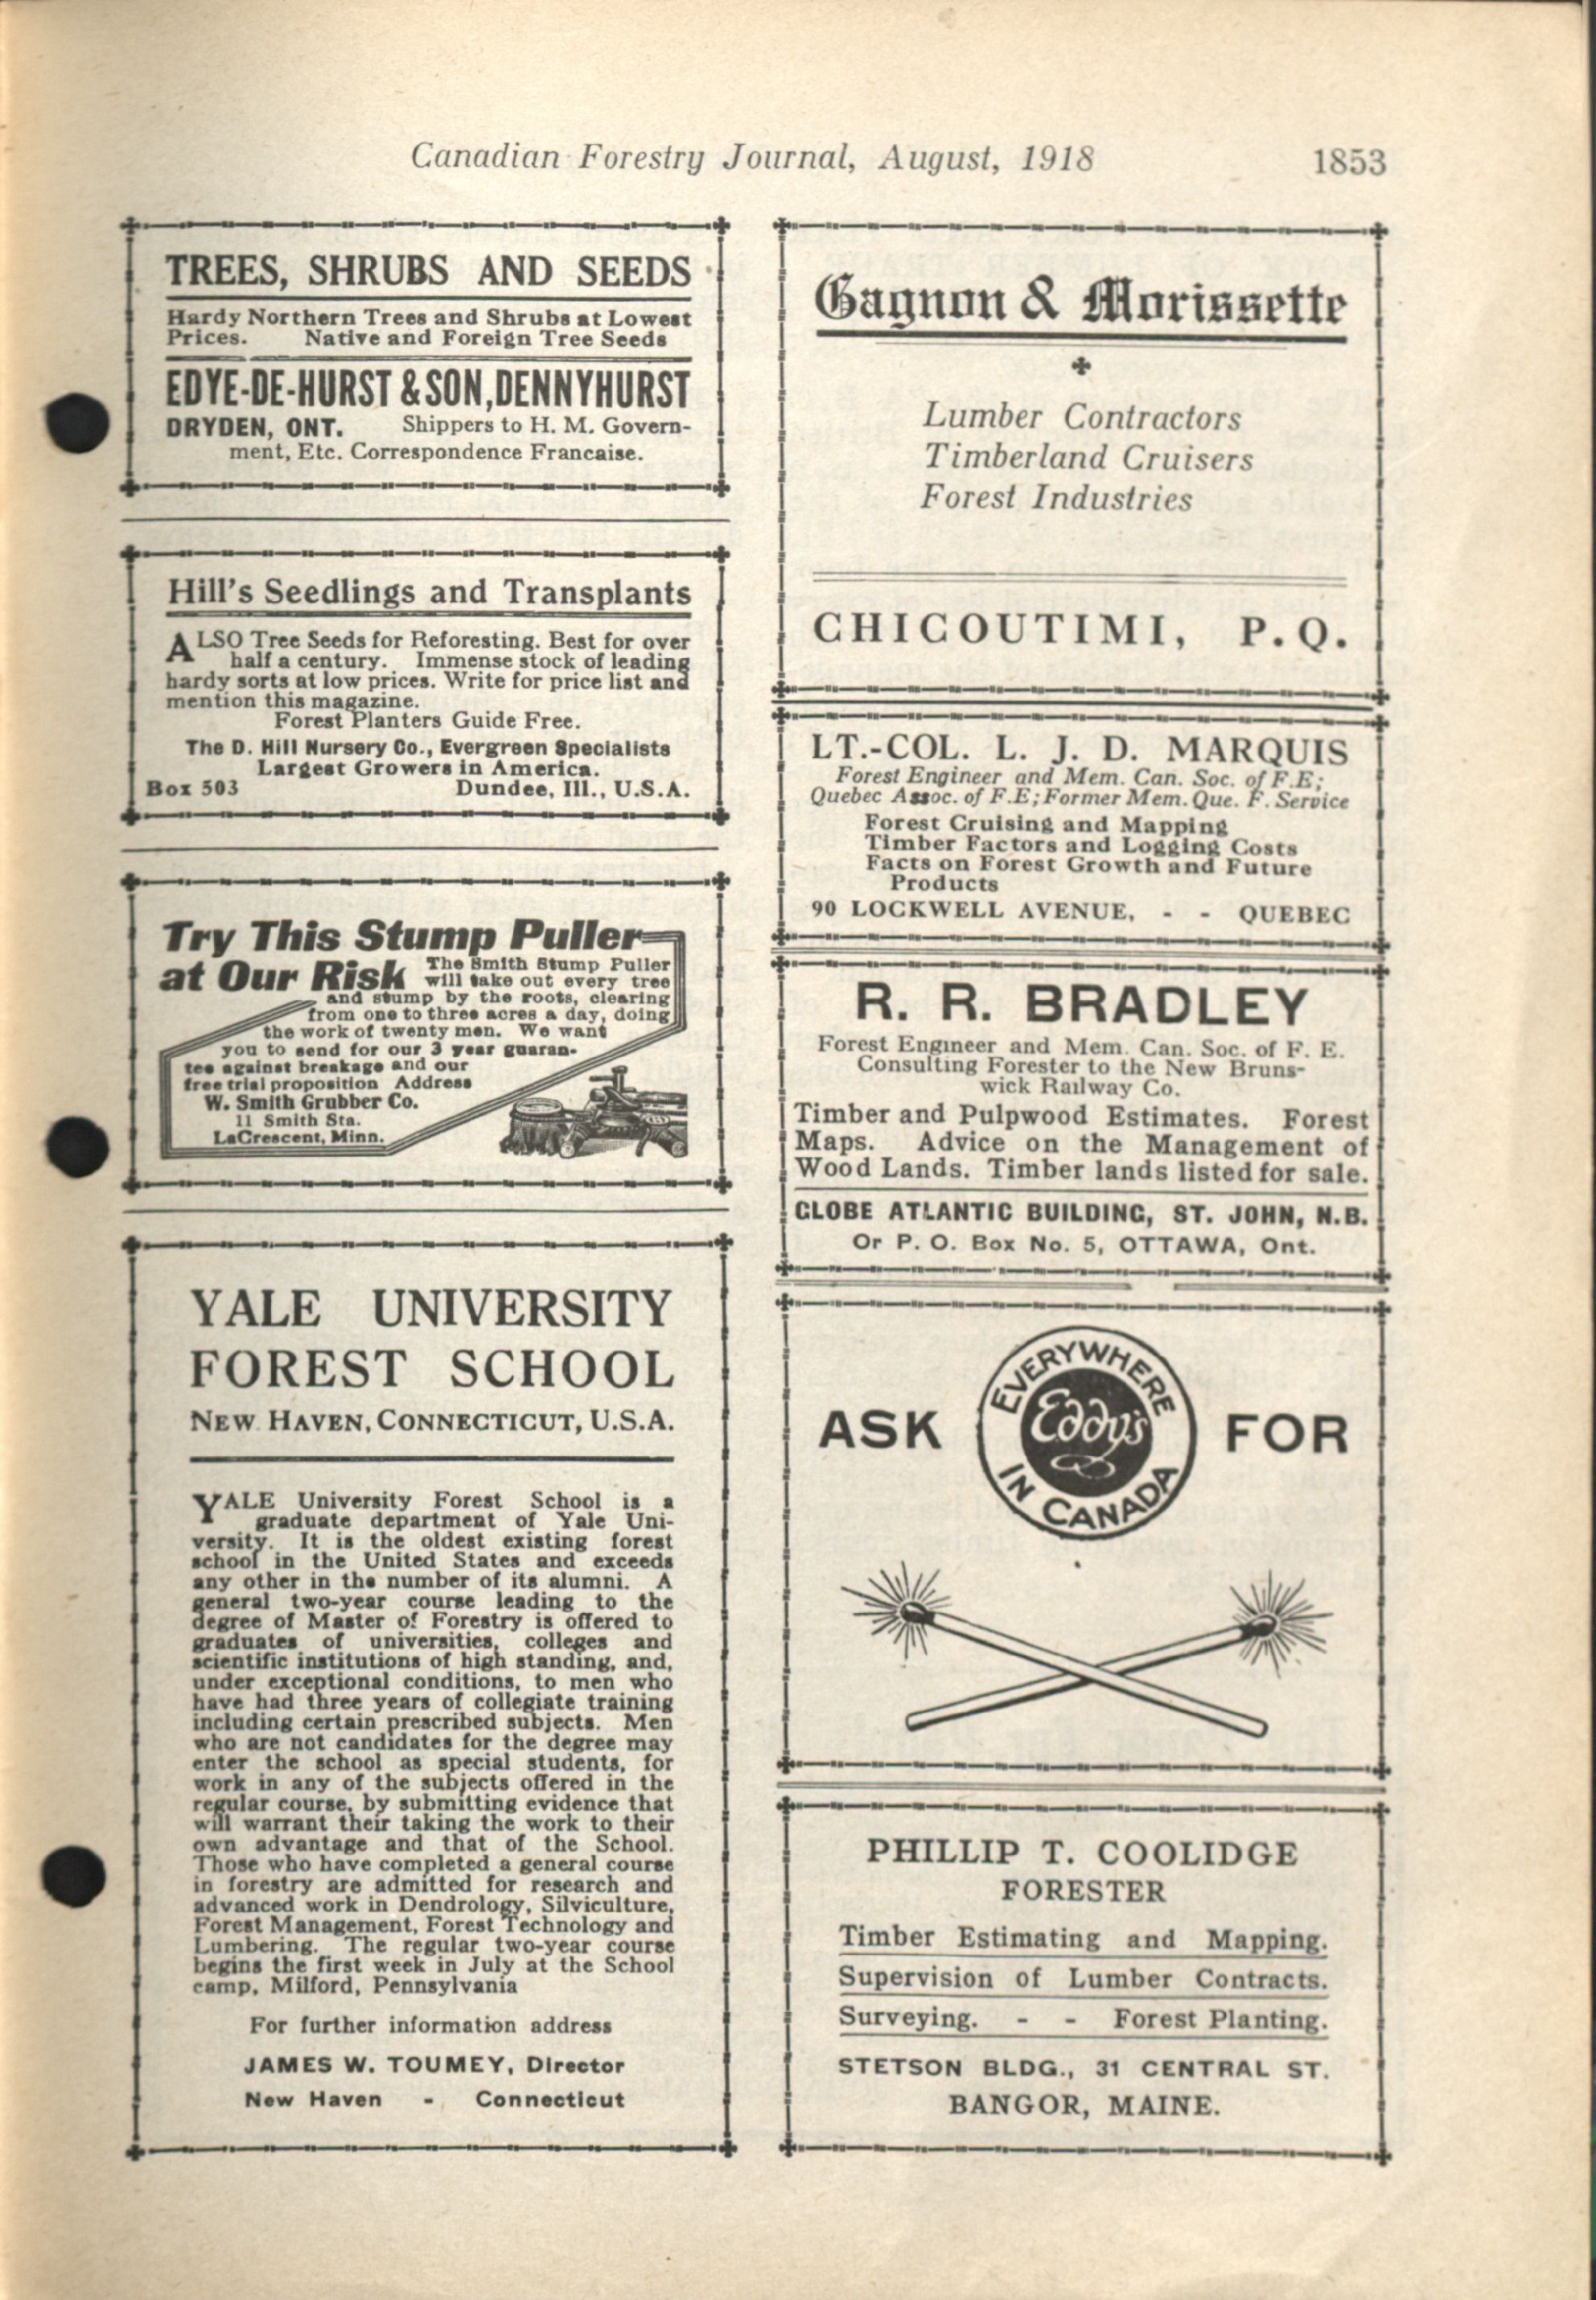 Canadian Forestry Journal, August, 1918
1853
TREES, SHRUBS AND SEEDS
Hardy Northern Trees and Shrubs at Lowest
Prices. Native and Foreign Tree Seeds
EDYE-DE-HURST & SON, DENNYHURST
DRYDEN, ONT. Shippers to H. M. Govern-
ment, Etc. Correspondence Francaise.
Hill's Seedlings and Transplants
ALSO Tree Seeds for Reforesting. Best for over
half a century. Immense stock of leading
hardy sorts at low prices. Write for price list and
mention this magazine.
Forest Planters Guide Free.
The D. Hill Nursery Co., Evergreen Specialists
Largest Growers in America.
Box 503 Dundee, Ill., U.S.A.
Try This Stump Puller
at Our Risk The Smith Stump Puller
will take out every tree
and stump by the roots, clearing
from one to three acres a day, doing
the work of twenty men. We want
you to send for our 3 year guaran-
tee against breakage and our
free trial proposition Address
W. Smith Grubber Co.
11 Smith Sta.
LaCrescent, Minn.
YALE UNIVERSITY
FOREST SCHOOL
NEW HAVEN, CONNECTICUT, U.S.A.
YALE University Forest School is a
graduate department of Yale Uni-
versity. It is the oldest existing forest
school in the United States and exceeds
any other in the number of its alumni. A
general two-year course leading to the
degree of Master of Forestry is offered to
graduates of universities, colleges and
scientific institutions of high standing, and,
under exceptional conditions, to men who
have had three years of collegiate training
including certain prescribed subjects. Men
who are not candidates for the degree may
enter the school as special students, for
work in any of the subjects offered in the
regular course, by submitting evidence that
will warrant their taking the work to their
own advantage and that of the School.
Those who have completed a general course
in forestry are admitted for research and
advanced work in Dendrology, Silviculture,
Forest Management, Forest Technology and
Lumbering. The regular two-year course
begins the first week in July at the School
camp, Milford, Pennsylvania
For further information address
JAMES W. TOUMEY, Director
New Haven - Connecticut
Gagnon & Morissette
Lumber Contractors
Timberland Cruisers
Forest Industries
CHICOUTIMI, P.Q.
LT.-COL. L. J. D. MARQUIS
Forest Engineer and Mem. Can. Soc. of F.E;
Quebec Assoc. of F.E; Former Mem. Que. F. Service
Forest Cruising and Mapping
Timber Factors and Logging Costs
Facts on Forest Growth and Future
Products
90 LOCKWELL AVENUE, - - QUEBEC
R. R. BRADLEY
Forest Engineer and Mem. Can. Soc. of F. E.
Consulting Forester to the New Bruns-
wick Railway Co.
Timber and Pulpwood Estimates. Forest
Maps. Advice on the Management of
Wood Lands. Timber lands listed for sale.
GLOBE ATLANTIC BUILDING, ST. JOHN, N.B.
Or P. O. Box No. 5, OTTAWA, Ont.
ASK
EVERYWHERE
Eddy's
IN CANADA
FOR
PHILLIP T. COOLIDGE
FORESTER
Timber Estimating and Mapping.
Supervision of Lumber Contracts.
Surveying. - - Forest Planting.
STETSON BLDG., 31 CENTRAL ST.
BANGOR, MAINE.